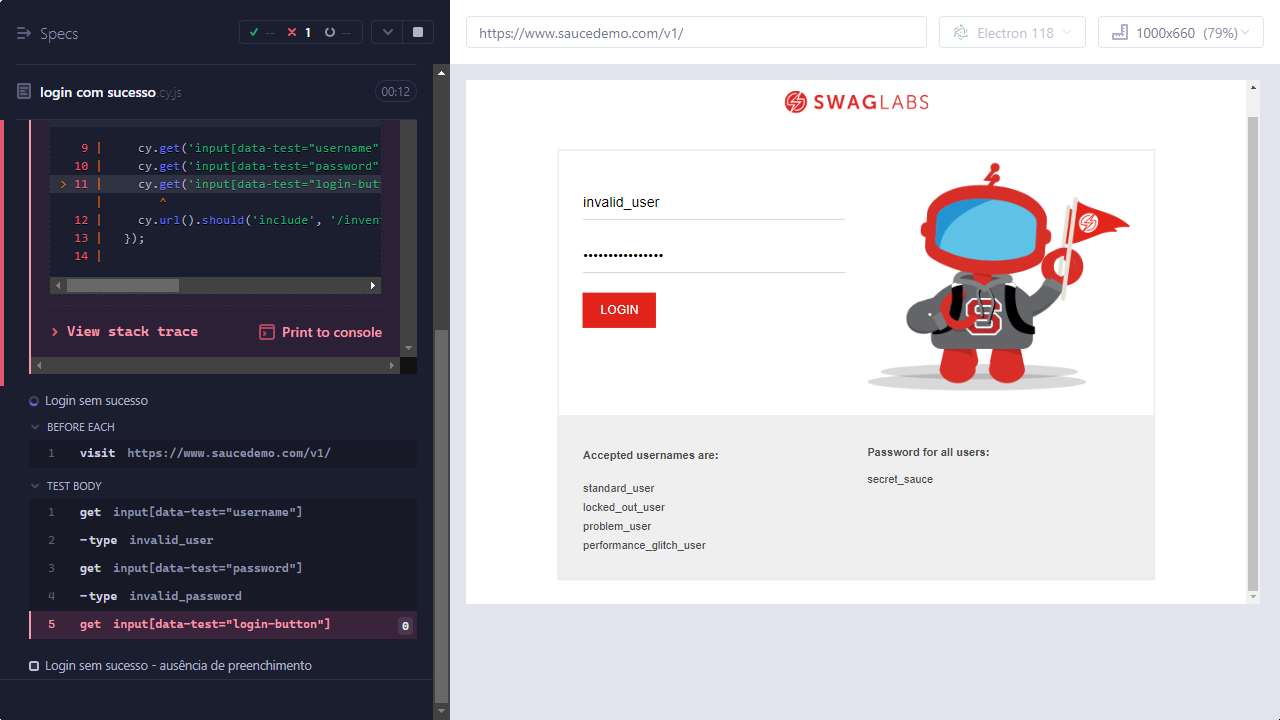 Specs
-- 1 --
login com sucesso.cy.js
00:12
9 | cy.get('input[data-test="username"
10 | cy.get('input[data-test="password"
> 11 | cy.get('input[data-test="login-but
| ^
12 | cy.url().should('include', '/inven
13 | });
14 |
View stack trace
Print to console
Login sem sucesso
BEFORE EACH
1 visit https://www.saucedemo.com/v1/
TEST BODY
1 get input[data-test="username"]
2 -type invalid_user
3 get input[data-test="password"]
4 -type invalid_password
5 get input[data-test="login-button"] 0
Login sem sucesso - ausência de preenchimento
https://www.saucedemo.com/v1/
Electron 118
1000x660 (79%)
SWAGLABS
invalid_user
••••••••••••••••
LOGIN
S
Accepted usernames are:
standard_user
locked_out_user
problem_user
performance_glitch_user
Password for all users:
secret_sauce